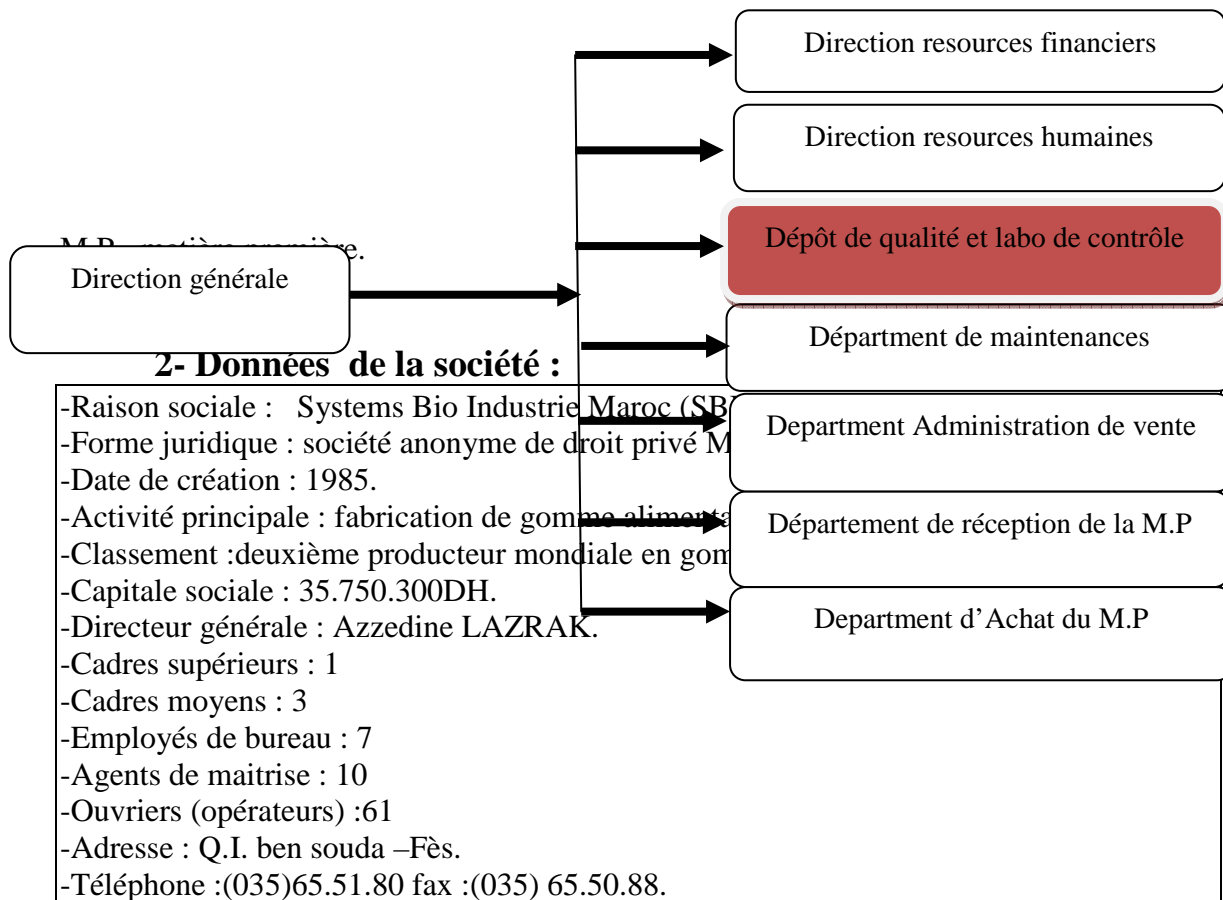 Direction resources financiers
Direction resources humaines
Dépôt de qualité et labo de contrôle
première.
Direction générale
Départment de maintenances
2- Données de la société :
-Raison sociale : Systems Bio Industrie Maroc (SB
Department Administration de vente
-Forme juridique : société anonyme de droit privé M
-Date de création : 1985.
-Activité principale : fabrication de gomme alimenta
Département de réception de la M.P
-Classement :deuxième producteur mondiale en gom
-Capitale sociale : 35.750.300DH.
Department d’Achat du M.P
-Directeur générale : Azzedine LAZRAK.
-Cadres supérieurs : 1
-Cadres moyens : 3
-Employés de bureau : 7
-Agents de maitrise : 10
-Ouvriers (opérateurs) :61
-Adresse : Q.I. ben souda –Fès.
-Téléphone :(035)65.51.80 fax :(035) 65.50.88.